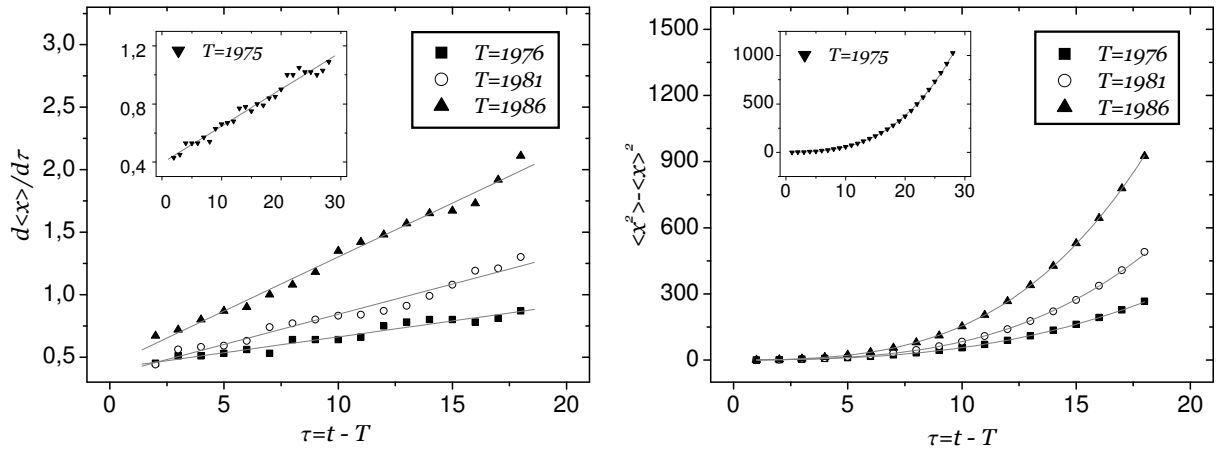 3,0
2,5
2,0
1,5
1,0
0,5
d<x>/dτ
0 5 10 15 20
τ=t - T
1,2
0,8
0,4
0 10 20 30
T=1975
T=1976
T=1981
T=1986
1500
1200
900
600
300
0
<x²>-<x>²
0 5 10 15 20
τ=t - T
1000
750
500
250
0
0 10 20 30
T=1975
T=1976
T=1981
T=1986